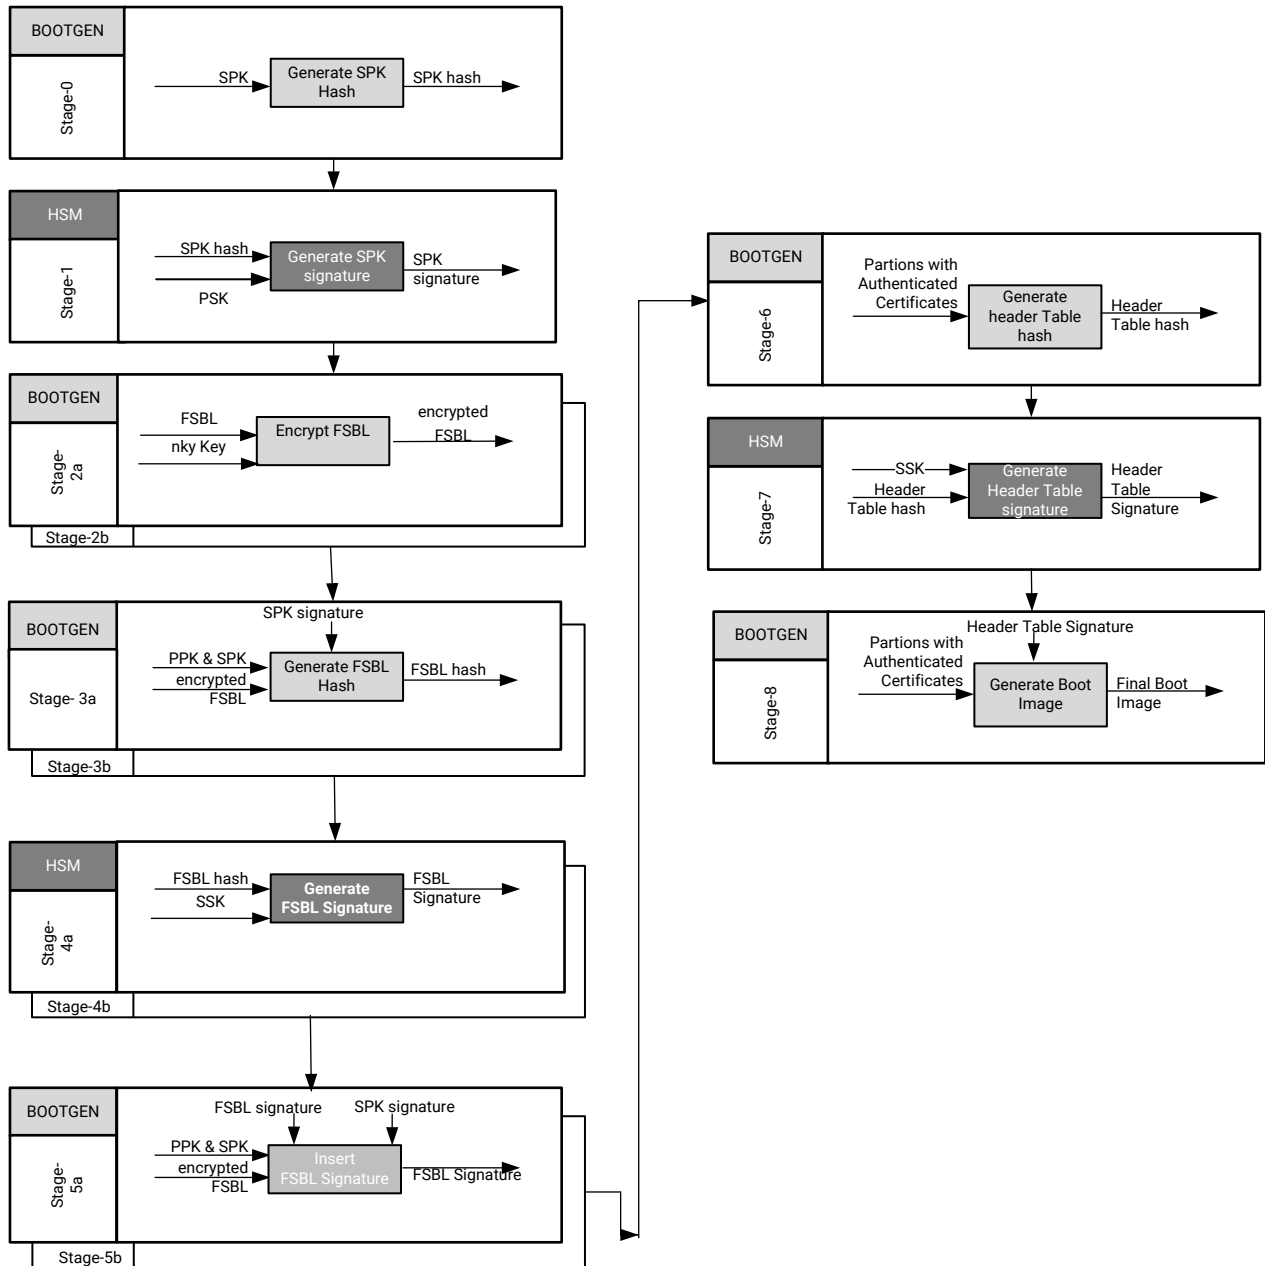 BOOTGEN
Stage-0
SPK
Generate SPK
Hash
SPK hash
HSM
Stage-1
SPK hash
PSK
Generate SPK
signature
SPK
signature
BOOTGEN
Stage-
2a
FSBL
nky Key
Encrypt FSBL
encrypted
FSBL
Stage-2b
BOOTGEN
Stage- 3a
SPK signature
PPK & SPK
encrypted
FSBL
Generate FSBL
Hash
FSBL hash
Stage-3b
HSM
Stage-
4a
FSBL hash
SSK
Generate
FSBL Signature
FSBL
Signature
Stage-4b
BOOTGEN
Stage-
5a
FSBL signature
SPK signature
PPK & SPK
encrypted
FSBL
Insert
FSBL Signature
FSBL Signature
Stage-5b
BOOTGEN
Stage-6
Partions with
Authenticated
Certificates
Generate
header Table
hash
Header
Table hash
HSM
Stage-7
SSK
Header
Table hash
Generate
Header Table
signature
Header
Table
Signature
BOOTGEN
Stage-8
Header Table Signature
Partions with
Authenticated
Certificates
Generate Boot
Image
Final Boot
Image